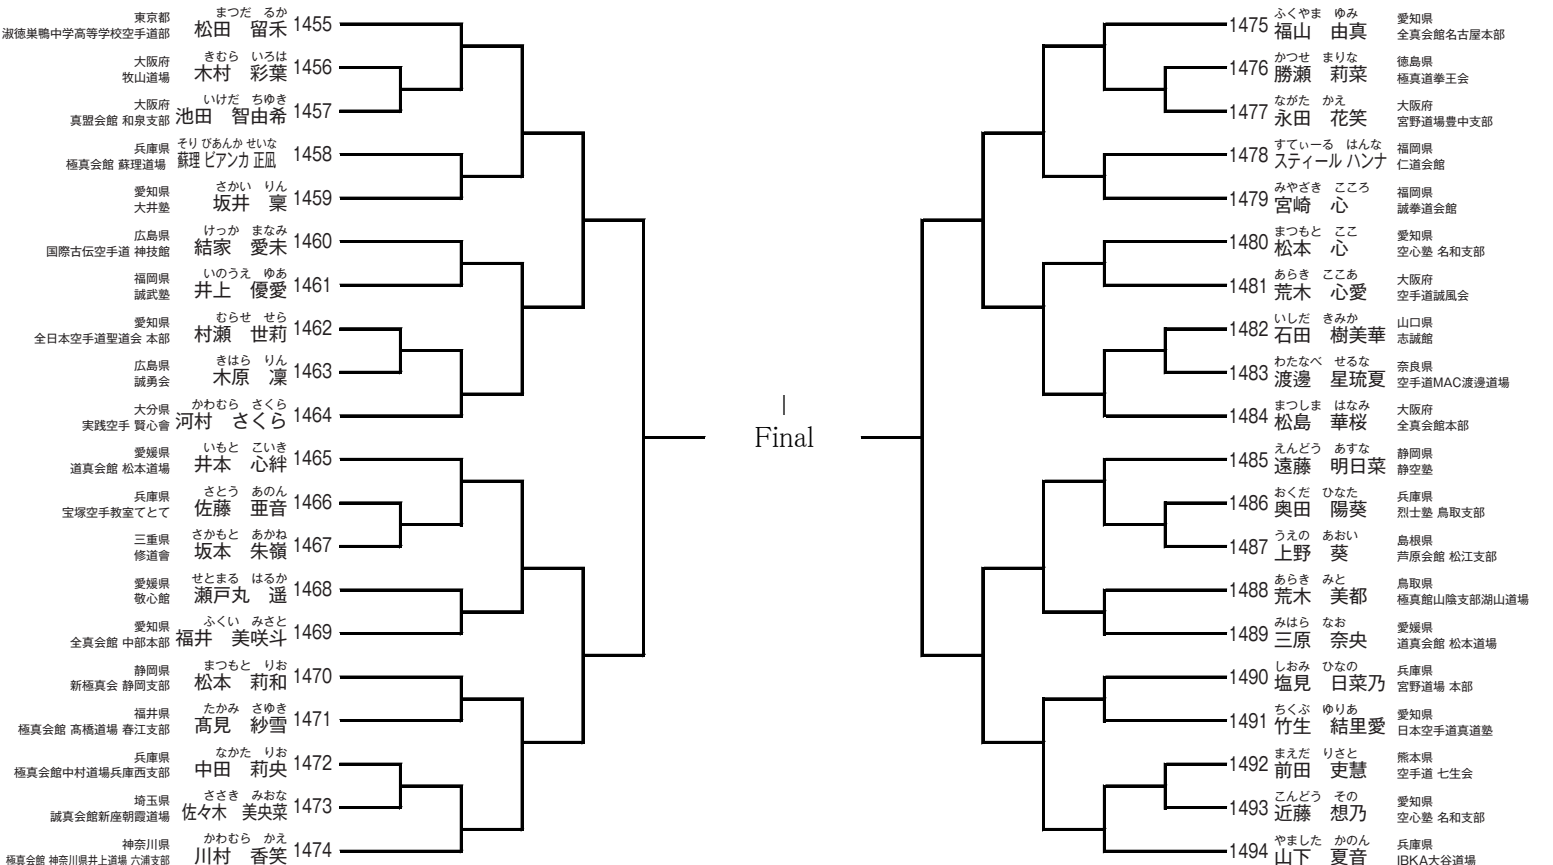 東京都
淑徳巣鴨中学高等学校空手道部
まつだ るか
松田 留禾 1455
大阪府
牧山道場
きむら いろは
木村 彩葉 1456
大阪府
真盟会館 和泉支部
いけだ ちゆき
池田 智由希 1457
兵庫県
極真会館 蘇理道場
そり びあんか せいな
蘇理 ビアンカ 正凪 1458
愛知県
大井塾
さかい りん
坂井 稟 1459
広島県
国際古伝空手道 神技館
けっか まなみ
結家 愛未 1460
福岡県
誠武塾
いのうえ ゆあ
井上 優愛 1461
愛知県
全日本空手道聖道会 本部
むらせ せら
村瀬 世莉 1462
広島県
誠勇会
きはら りん
木原 凜 1463
大分県
実践空手 賢心會
かわむら さくら
河村 さくら 1464
愛媛県
道真会館 松本道場
いもと こいき
井本 心絆 1465
兵庫県
宝塚空手教室てとて
さとう あのん
佐藤 亜音 1466
三重県
修道會
さかもと あかね
坂本 朱嶺 1467
愛媛県
敬心館
せとまる はるか
瀬戸丸 遥 1468
愛知県
全真会館 中部本部
ふくい みさと
福井 美咲斗 1469
静岡県
新極真会 静岡支部
まつもと りお
松本 莉和 1470
福井県
極真会館 髙橋道場 春江支部
たかみ さゆき
髙見 紗雪 1471
兵庫県
極真会館中村道場兵庫西支部
なかた りお
中田 莉央 1472
埼玉県
誠真会館新座朝霞道場
ささき みおな
佐々木 美央菜 1473
神奈川県
極真会館 神奈川県井上道場 六浦支部
かわむら かえ
川村 香笑 1474
Final
ふくやま ゆみ
1475 福山 由真
愛知県
全真会館名古屋本部
かつせ まりな
1476 勝瀬 莉菜
徳島県
極真道拳王会
ながた かえ
1477 永田 花笑
大阪府
宮野道場豊中支部
すてぃーる はんな
1478 スティール ハンナ
福岡県
仁道会館
みやざき こころ
1479 宮崎 心
福岡県
誠拳道会館
まつもと ここ
1480 松本 心
愛知県
空心塾 名和支部
あらき ここあ
1481 荒木 心愛
大阪府
空手道誠風会
いしだ きみか
1482 石田 樹美華
山口県
志誠館
わたなべ せるな
1483 渡邊 星琉夏
奈良県
空手道MAC渡邊道場
まつしま はなみ
1484 松島 華桜
大阪府
全真会館本部
えんどう あすな
1485 遠藤 明日菜
静岡県
静空塾
おくだ ひなた
1486 奥田 陽葵
兵庫県
烈士塾 鳥取支部
うえの あおい
1487 上野 葵
島根県
芦原会館 松江支部
あらき みと
1488 荒木 美都
鳥取県
極真館山陰支部湖山道場
みはら なお
1489 三原 奈央
愛媛県
道真会館 松本道場
しおみ ひなの
1490 塩見 日菜乃
兵庫県
宮野道場 本部
ちくぶ ゆりあ
1491 竹生 結里愛
愛知県
日本空手道真道塾
まえだ りさと
1492 前田 吏慧
熊本県
空手道 七生会
こんどう その
1493 近藤 想乃
愛知県
空心塾 名和支部
やました かのん
1494 山下 夏音
兵庫県
IBKA大谷道場